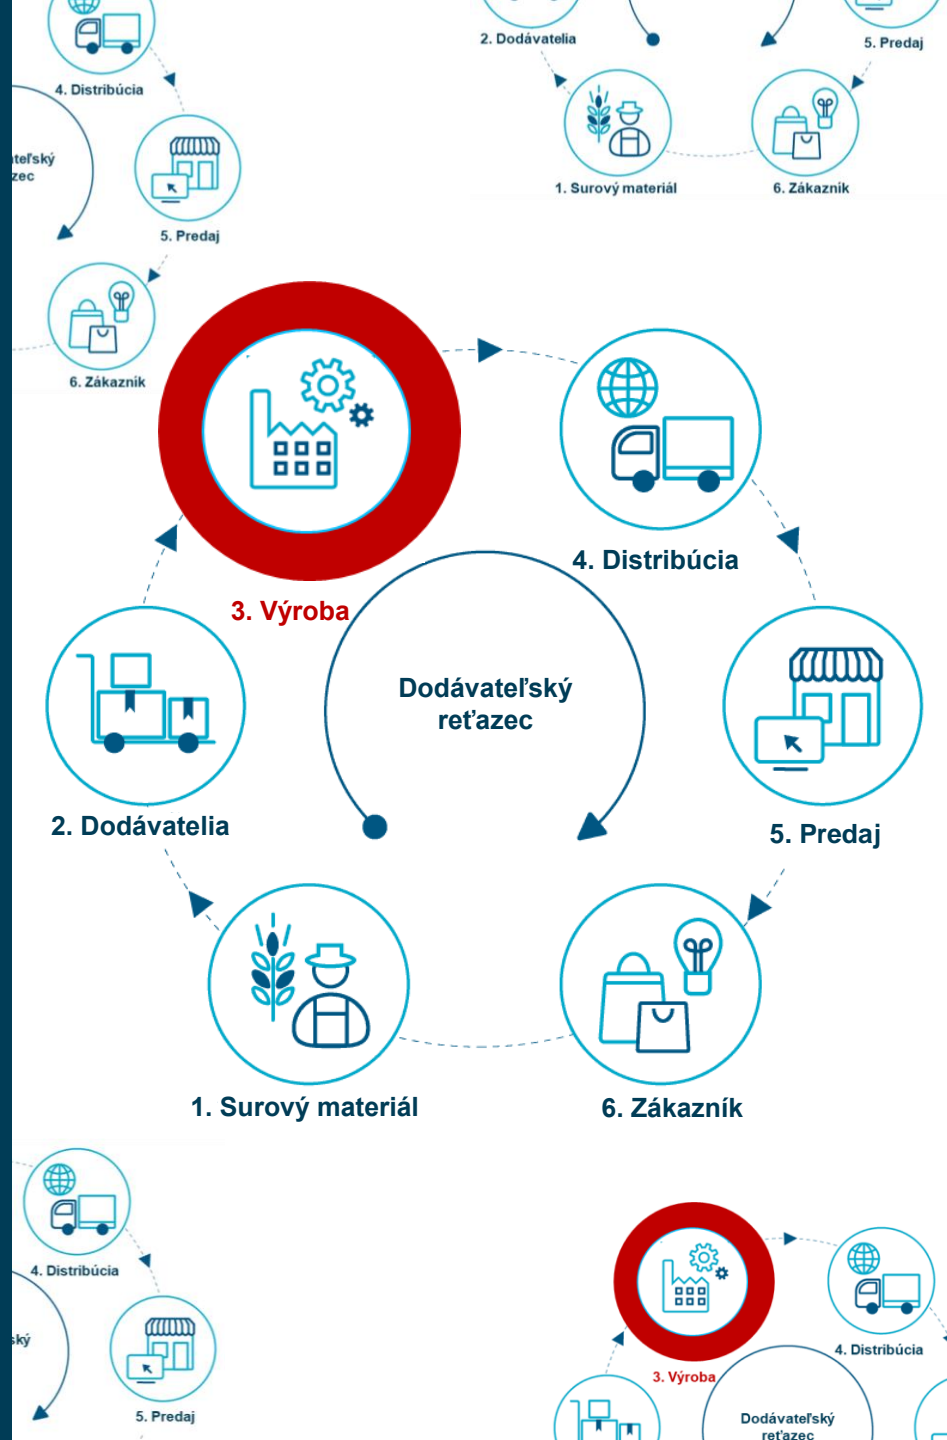 4. Distribúcia
2. Dodávatelia
5. Predaj
1. Surový materiál
6. Zákazník
5. Predaj
6. Zákazník
4. Distribúcia
3. Výroba
Dodávateľský
reťazec
2. Dodávatelia
5. Predaj
1. Surový materiál
6. Zákazník
4. Distribúcia
5. Predaj
4. Distribúcia
3. Výroba
Dodávateľský
reťazec